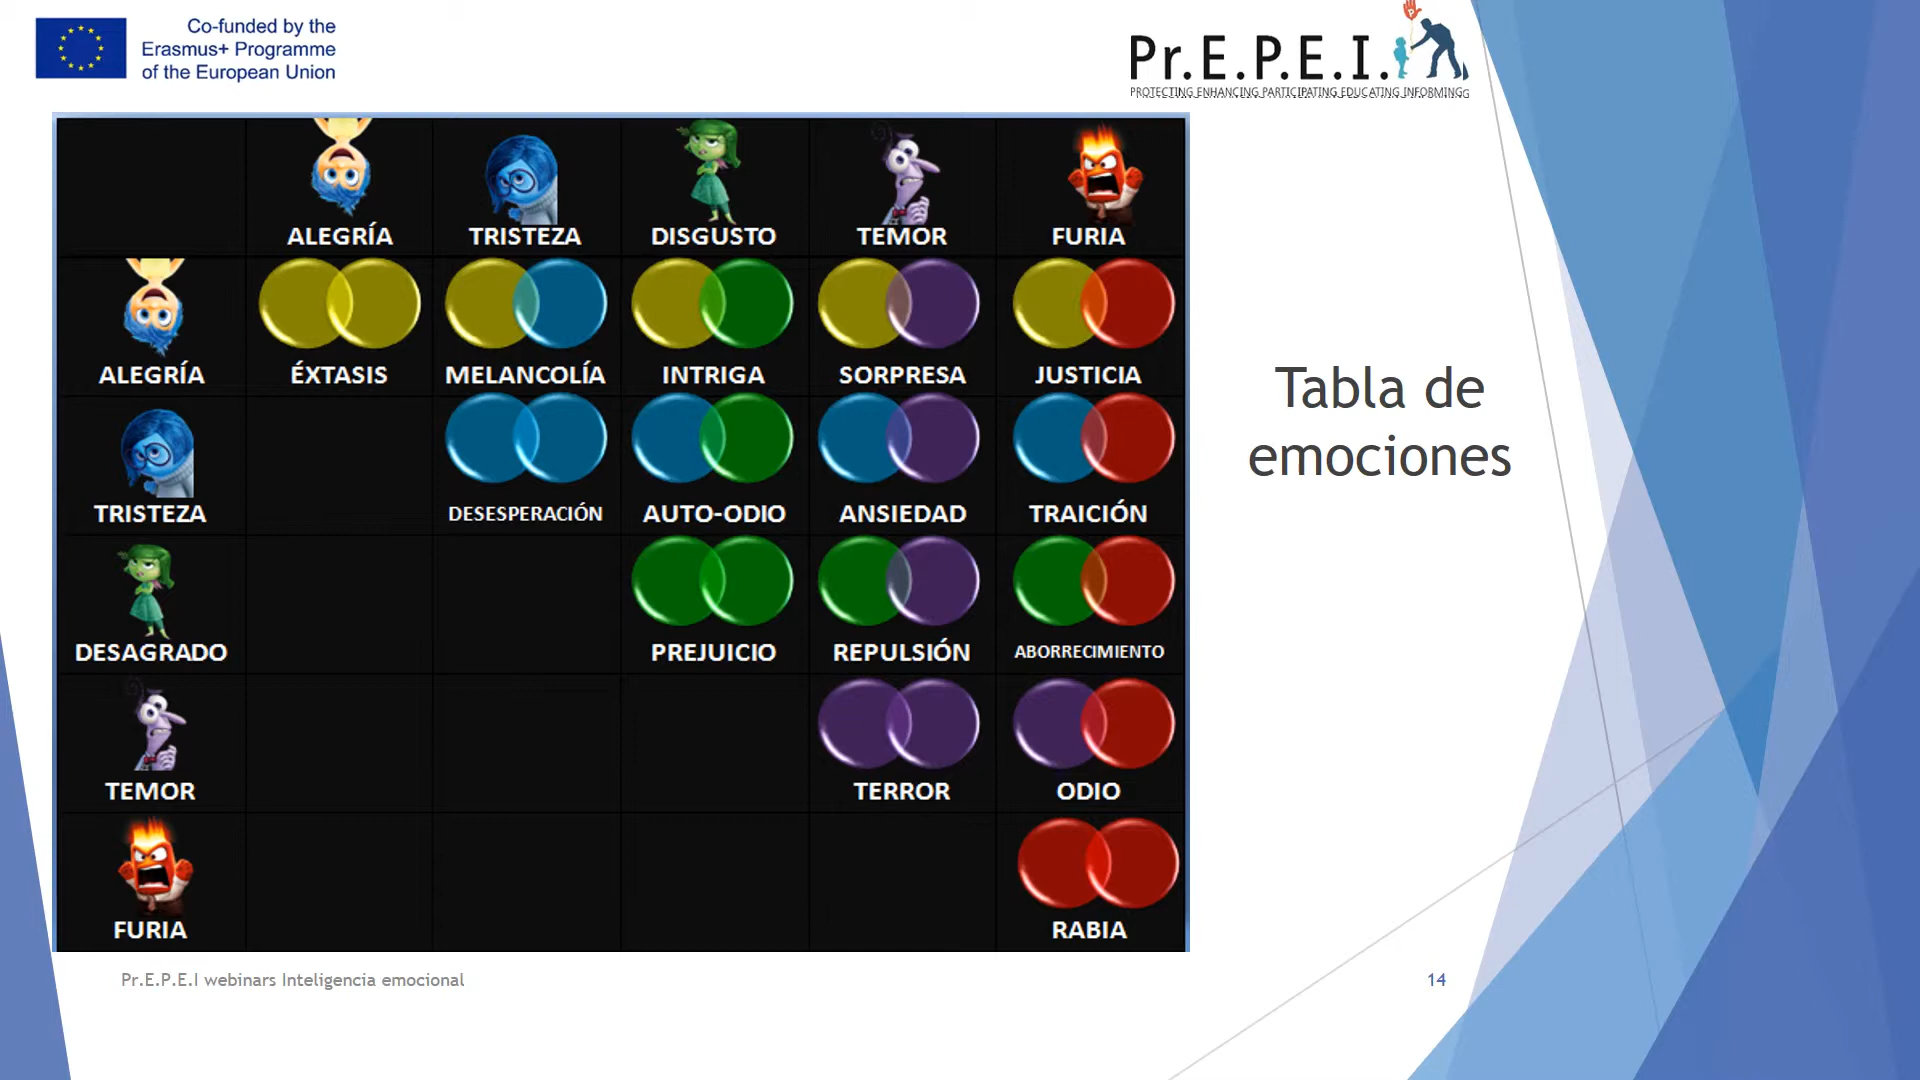 Co-funded by the
Erasmus+ Programme
of the European Union
Pr.E.P.E.I.
PROTECTING ENHANCING PARTICIPATING EDUCATING INFORMING
ALEGRÍA TRISTEZA DISGUSTO TEMOR FURIA
ALEGRÍA ÉXTASIS MELANCOLÍA INTRIGA SORPRESA JUSTICIA
TRISTEZA DESESPERACIÓN AUTO-ODIO ANSIEDAD TRAICIÓN
DESAGRADO PREJUICIO REPULSIÓN ABORRECIMIENTO
TEMOR TERROR ODIO
FURIA RABIA
Tabla de
emociones
Pr.E.P.E.I webinars Inteligencia emocional
14